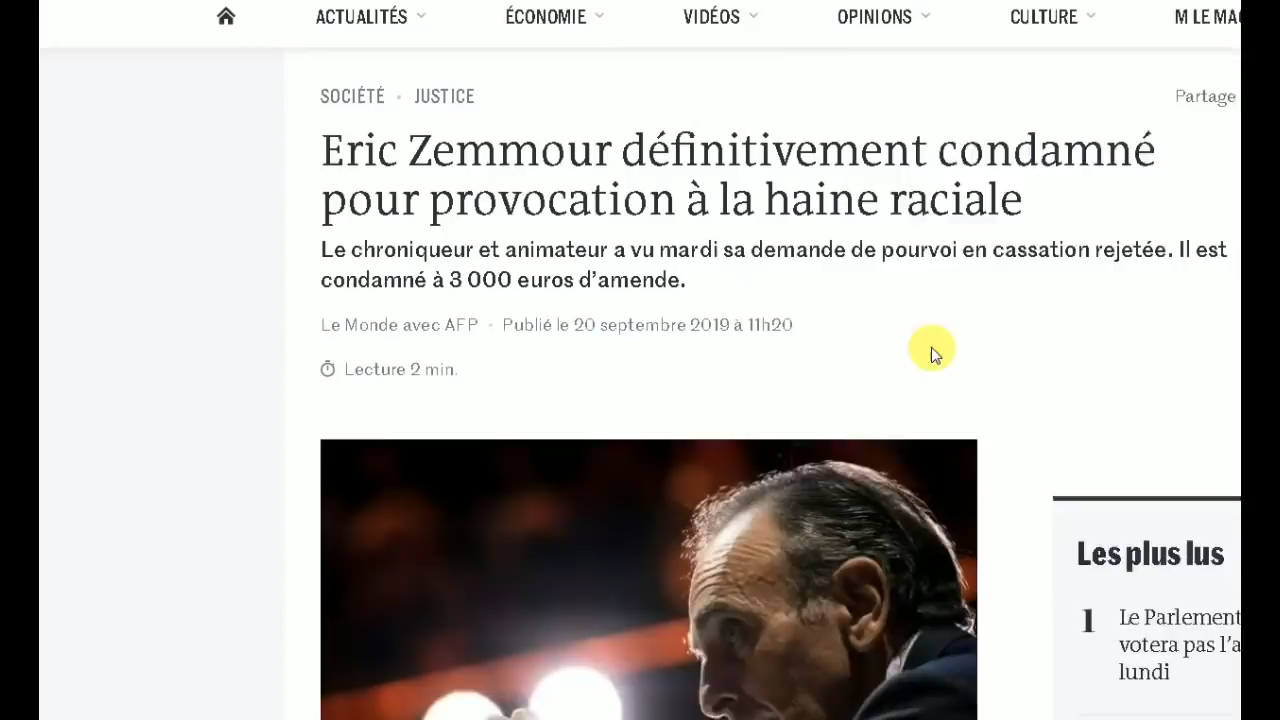 ACTUALITÉS ÉCONOMIE VIDÉOS OPINIONS CULTURE M LE MAG
SOCIÉTÉ · JUSTICE
Partage
Eric Zemmour définitivement condamné
pour provocation à la haine raciale
Le chroniqueur et animateur a vu mardi sa demande de pourvoi en cassation rejetée. Il est
condamné à 3 000 euros d’amende.
Le Monde avec AFP · Publié le 20 septembre 2019 à 11h20
Lecture 2 min.
Les plus lus
1 Le Parlement
votera pas l’a
lundi